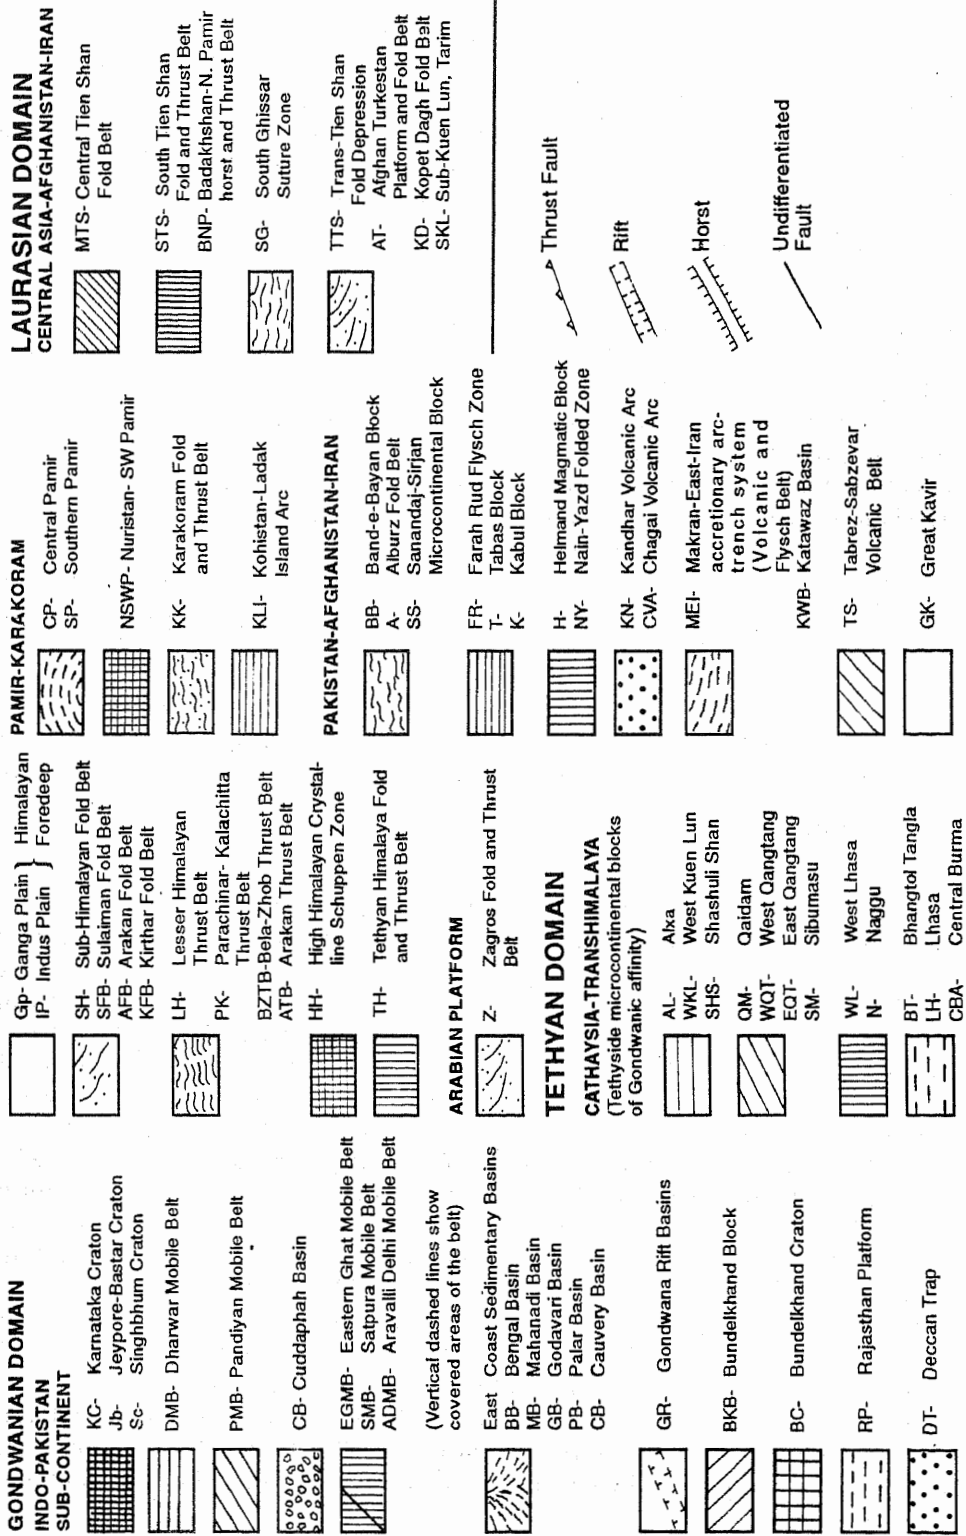 GONDWANIAN DOMAIN
INDO-PAKISTAN
SUB-CONTINENT
KC- Karnataka Craton
Jb- Jeypore-Bastar Craton
Sc- Singhbhum Craton
DMB- Dharwar Mobile Belt
PMB- Pandiyan Mobile Belt
CB- Cuddaphah Basin
EGMB- Eastern Ghat Mobile Belt
SMB- Satpura Mobile Belt
ADMB- Aravalli Delhi Mobile Belt
(Vertical dashed lines show
covered areas of the belt)
East Coast Sedimentary Basins
BB- Bengal Basin
MB- Mahanadi Basin
GB- Godavari Basin
PB- Palar Basin
CB- Cauvery Basin
GR- Gondwana Rift Basins
BKB- Bundelkhand Block
BC- Bundelkhand Craton
RP- Rajasthan Platform
DT- Deccan Trap
Gp- Ganga Plain } Himalayan
IP- Indus Plain } Foredeep
SH- Sub-Himalayan Fold Belt
SFB- Sulaiman Fold Belt
AFB- Arakan Fold Belt
KFB- Kirthar Fold Belt
LH- Lesser Himalayan
Thrust Belt
PK- Parachinar- Kalachitta
Thrust Belt
BZTB-Bela-Zhob Thrust Belt
ATB- Arakan Thrust Belt
HH- High Himalayan Crystal-
line Schuppen Zone
TH- Tethyan Himalaya Fold
and Thrust Belt
ARABIAN PLATFORM
Z- Zagros Fold and Thrust
Belt
TETHYAN DOMAIN
CATHAYSIA-TRANSHIMALAYA
(Tethyside microcontinental blocks
of Gondwanic affinity)
AL- Alxa
WKL- West Kuen Lun
SHS- Shashuli Shan
QM- Qaidam
WQT- West Qangtang
EQT- East Qangtang
SM- Sibumasu
WL- West Lhasa
N- Naggu
BT- Bhangtol Tangla
LH- Lhasa
CBA- Central Burma
PAMIR-KARAKORAM
CP- Central Pamir
SP- Southern Pamir
NSWP- Nuristan- SW Pamir
KK- Karakoram Fold
and Thrust Belt
KLI- Kohistan-Ladak
Island Arc
PAKISTAN-AFGHANISTAN-IRAN
BB- Band-e-Bayan Block
A- Alburz Fold Belt
SS- Sanandaj-Sirjan
Microcontinental Block
FR- Farah Rud Flysch Zone
T- Tabas Block
K- Kabul Block
H- Helmand Magmatic Block
NY- Nain-Yazd Folded Zone
KN- Kandhar Volcanic Arc
CVA- Chagai Volcanic Arc
MEI- Makran-East-Iran
accretionary arc-
trench system
(Volcanic and
Flysch Belt)
KWB- Katawaz Basin
TS- Tabrez-Sabzevar
Volcanic Belt
GK- Great Kavir
LAURASIAN DOMAIN
CENTRAL ASIA-AFGHANISTAN-IRAN
MTS- Central Tien Shan
Fold Belt
STS- South Tien Shan
Fold and Thrust Belt
BNP- Badakhshan-N. Pamir
horst and Thrust Belt
SG- South Ghissar
Suture Zone
TTS- Trans-Tien Shan
Fold Depression
AT- Afghan Turkestan
Platform and Fold Belt
KD- Kopet Dagh Fold Belt
SKL- Sub-Kuen Lun, Tarim
Thrust Fault
Rift
Horst
Undifferentiated
Fault